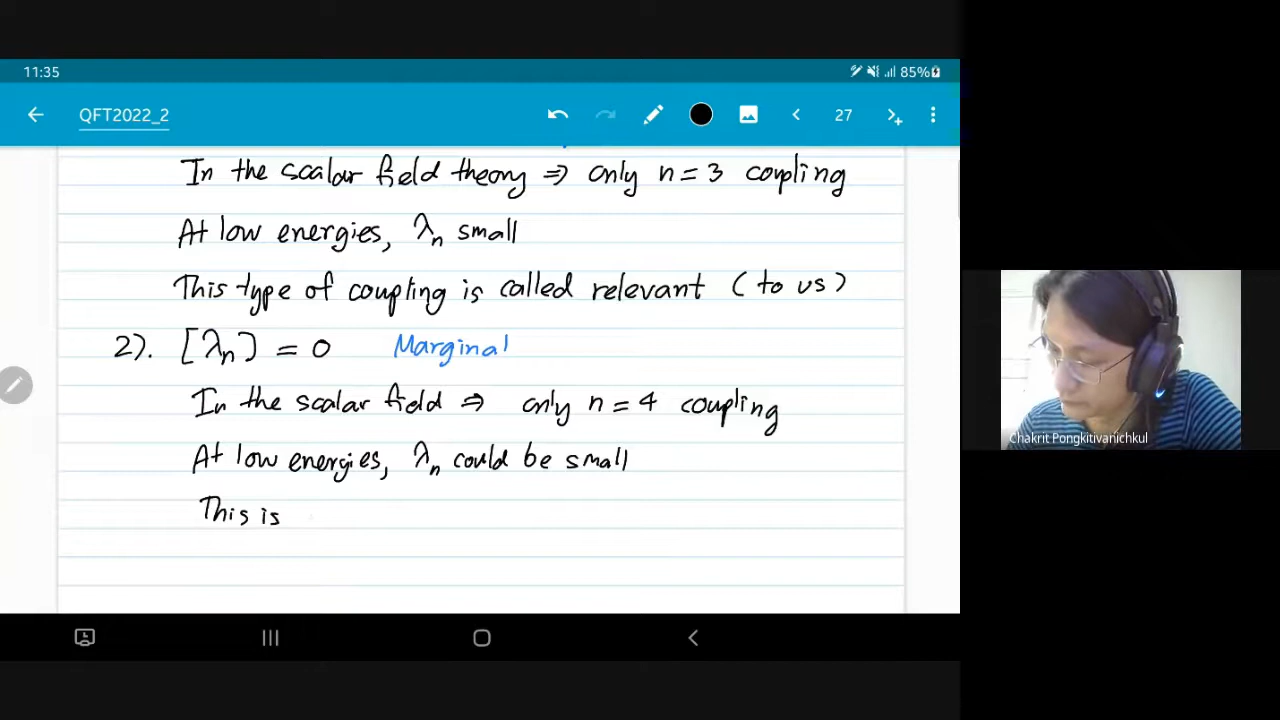 11:35
85%
QFT2022_2
27
In the scalar field theory ⇒ only n = 3 coupling
At low energies, λn small
This type of coupling is called relevant (to us)
2). [λn] = 0 Marginal
In the scalar field ⇒ only n = 4 coupling
At low energies, λn could be small
This is
Chakrit Pongkitivanichkul